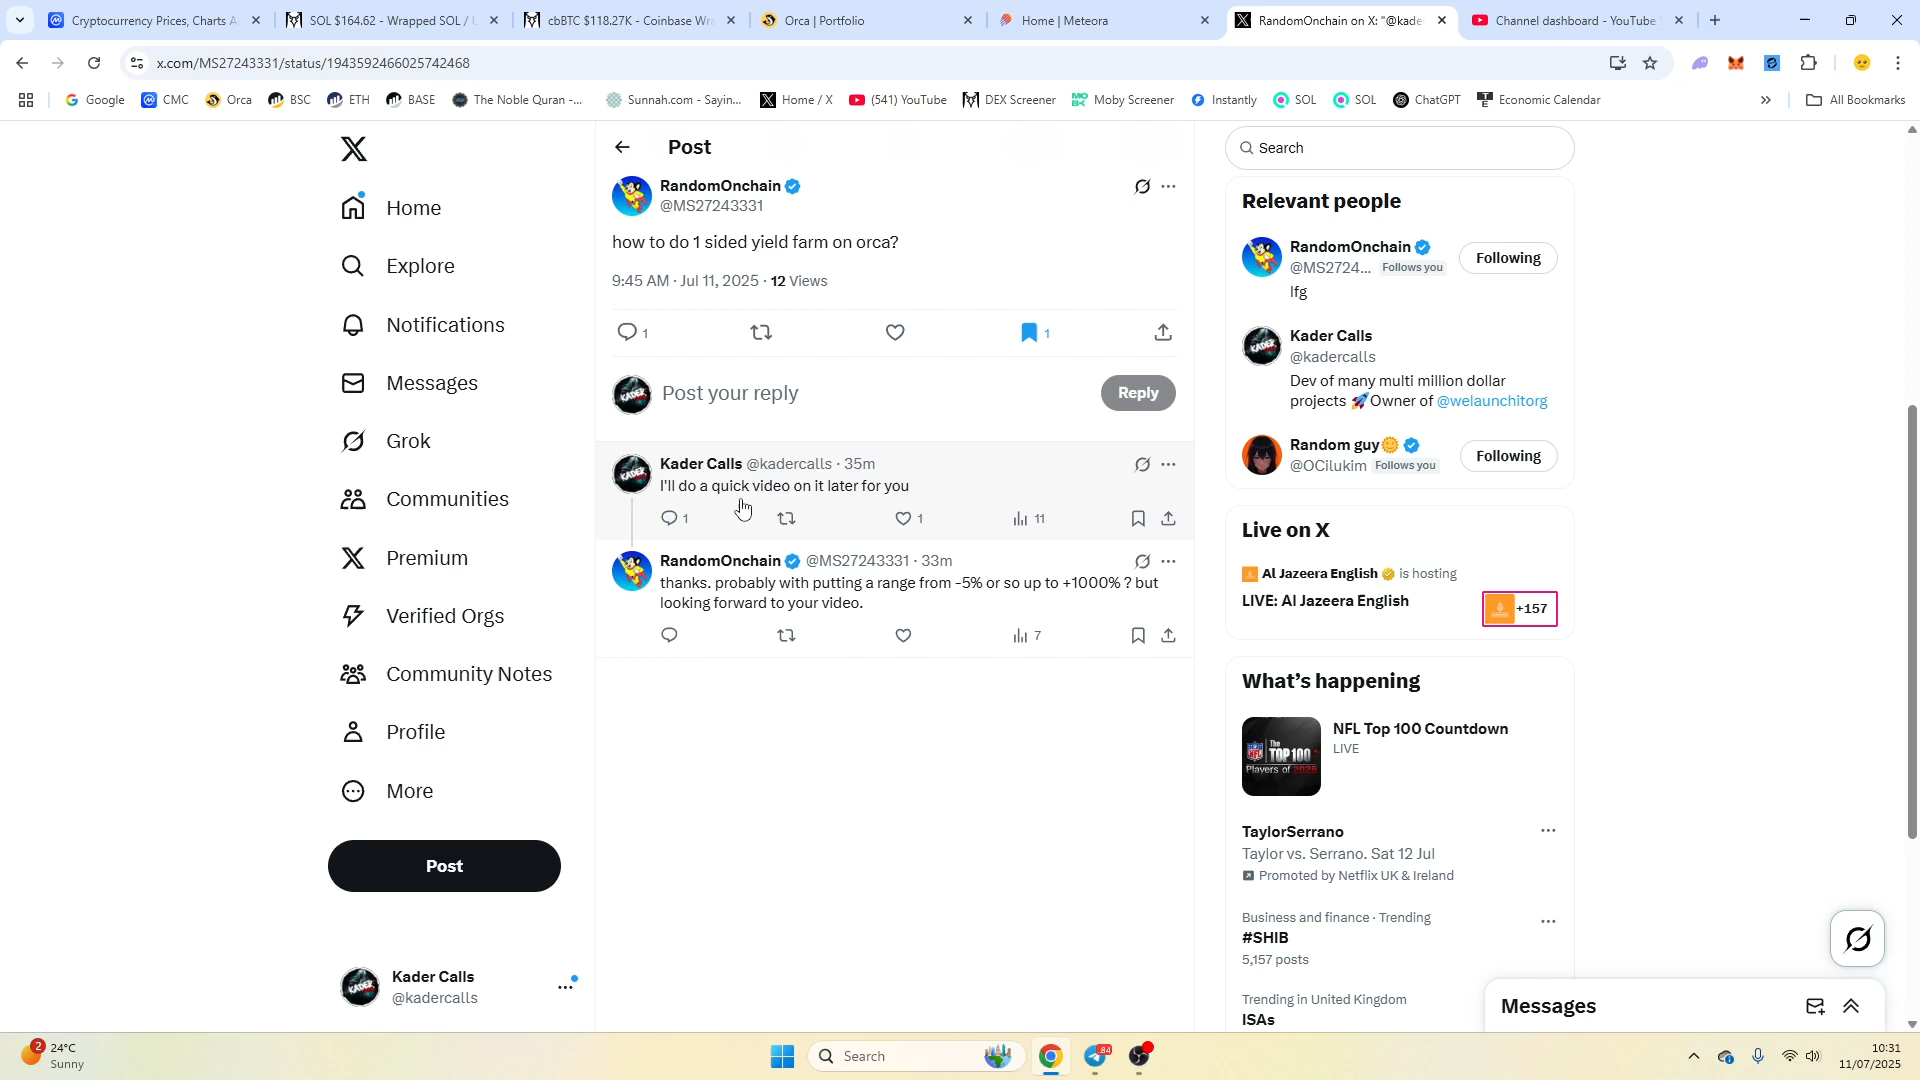 Cryptocurrency Prices, Charts A
SOL $164.62 - Wrapped SOL / U
cbBTC $118.27K - Coinbase Wra
Orca | Portfolio
Home | Meteora
RandomOnchain on X: "@kade
Channel dashboard - YouTube S
x.com/MS27243331/status/1943592466025742468
Google
CMC
Orca
BSC
ETH
BASE
The Noble Quran -...
Sunnah.com - Sayin...
Home / X
(541) YouTube
DEX Screener
Moby Screener
Instantly
SOL
SOL
ChatGPT
Economic Calendar
All Bookmarks
Home
Explore
Notifications
Messages
Grok
Communities
Premium
Verified Orgs
Community Notes
Profile
More
Post
Kader Calls
@kadercalls
Post
RandomOnchain
@MS27243331
how to do 1 sided yield farm on orca?
9:45 AM · Jul 11, 2025 · 12 Views
1
1
Post your reply
Reply
Kader Calls @kadercalls · 35m
I'll do a quick video on it later for you
1
1
11
RandomOnchain @MS27243331 · 33m
thanks. probably with putting a range from -5% or so up to +1000% ? but
looking forward to your video.
7
Search
Relevant people
RandomOnchain
@MS2724... Follows you
Following
lfg
Kader Calls
@kadercalls
Dev of many multi million dollar
projects 🚀Owner of @welaunchitorg
Random guy🌞
@OCilukim Follows you
Following
Live on X
Al Jazeera English is hosting
LIVE: Al Jazeera English
+157
What's happening
The TOP 100
Players of 2025
NFL Top 100 Countdown
LIVE
TaylorSerrano
Taylor vs. Serrano. Sat 12 Jul
Promoted by Netflix UK & Ireland
Business and finance · Trending
#SHIB
5,157 posts
Trending in United Kingdom
ISAs
Messages
2
24°C
Sunny
Search
84
10:31
11/07/2025